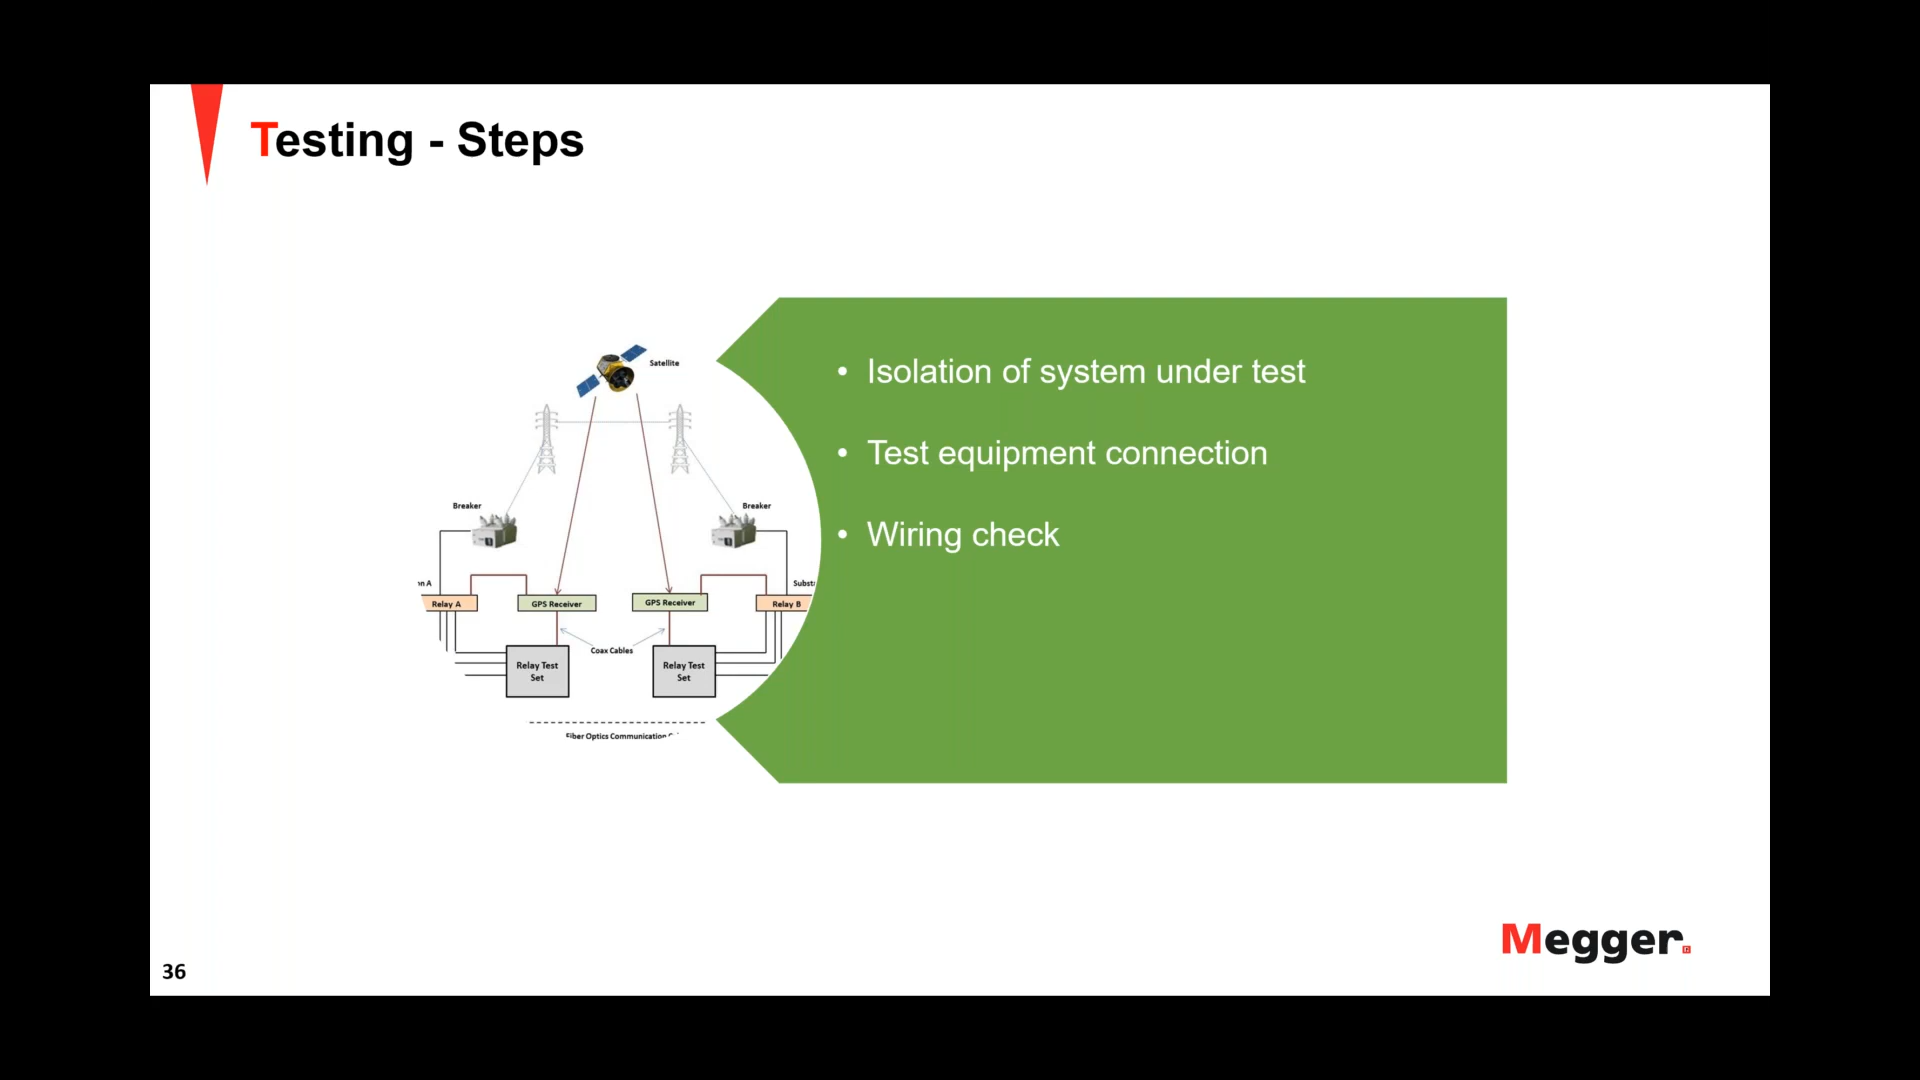 Testing - Steps
Satellite
Breaker
Breaker
n A
Relay A
GPS Receiver
GPS Receiver
Relay B
Coax Cables
Relay Test
Set
Relay Test
Set
Fiber Optics Communication
• Isolation of system under test
• Test equipment connection
• Wiring check
Megger
36